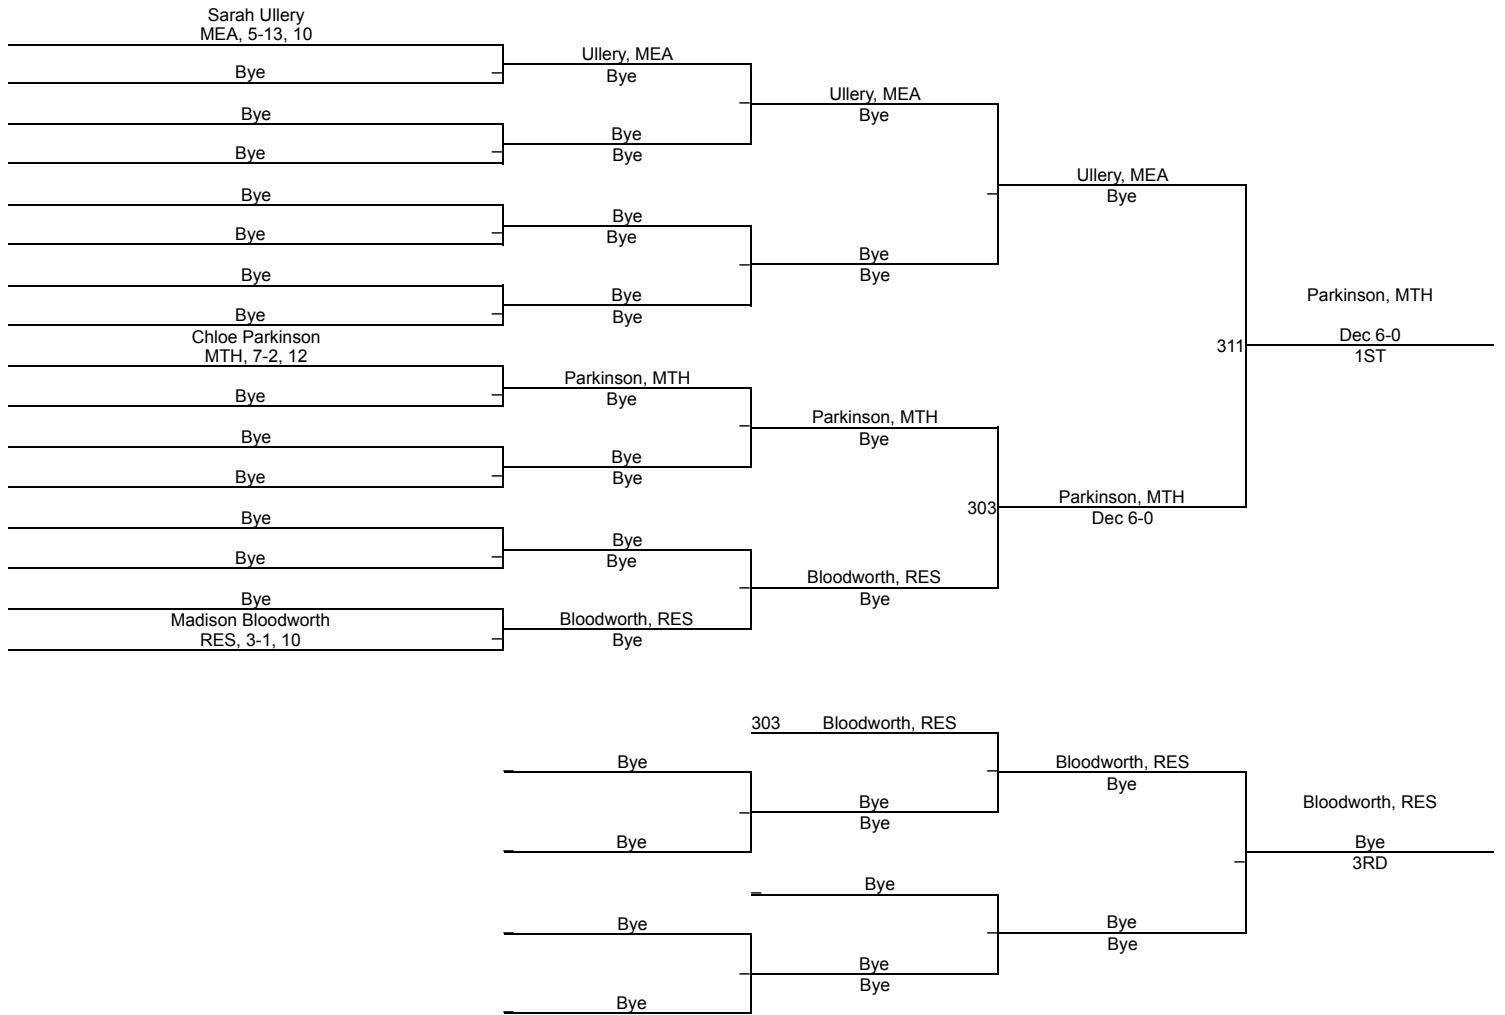 Sarah Ullery
MEA, 5-13, 10
Bye
Bye
Bye
Bye
Bye
Bye
Bye
Chloe Parkinson
MTH, 7-2, 12
Bye
Bye
Bye
Bye
Bye
Bye
Madison Bloodworth
RES, 3-1, 10
Ullery, MEA
Bye
Bye
Bye
Bye
Bye
Bye
Bye
Parkinson, MTH
Bye
Bye
Bye
Bye
Bye
Bloodworth, RES
Bye
Ullery, MEA
Bye
Bye
Bye
Parkinson, MTH
Bye
Bloodworth, RES
Bye
Ullery, MEA
Bye
303
Parkinson, MTH
Dec 6-0
311
Parkinson, MTH
Dec 6-0
1ST
Bye
Bye
Bye
Bye
303 Bloodworth, RES
Bye
Bye
Bye
Bye
Bye
Bloodworth, RES
Bye
Bye
Bye
Bloodworth, RES
Bye
3RD